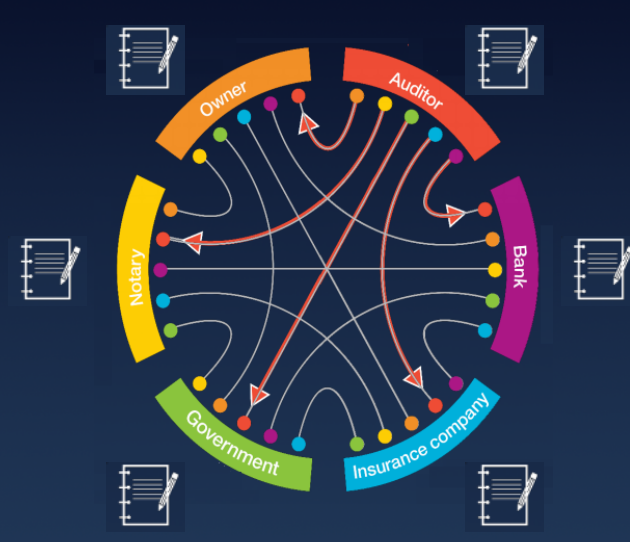 Owner
Auditor
Notary
Bank
Government
Insurance company